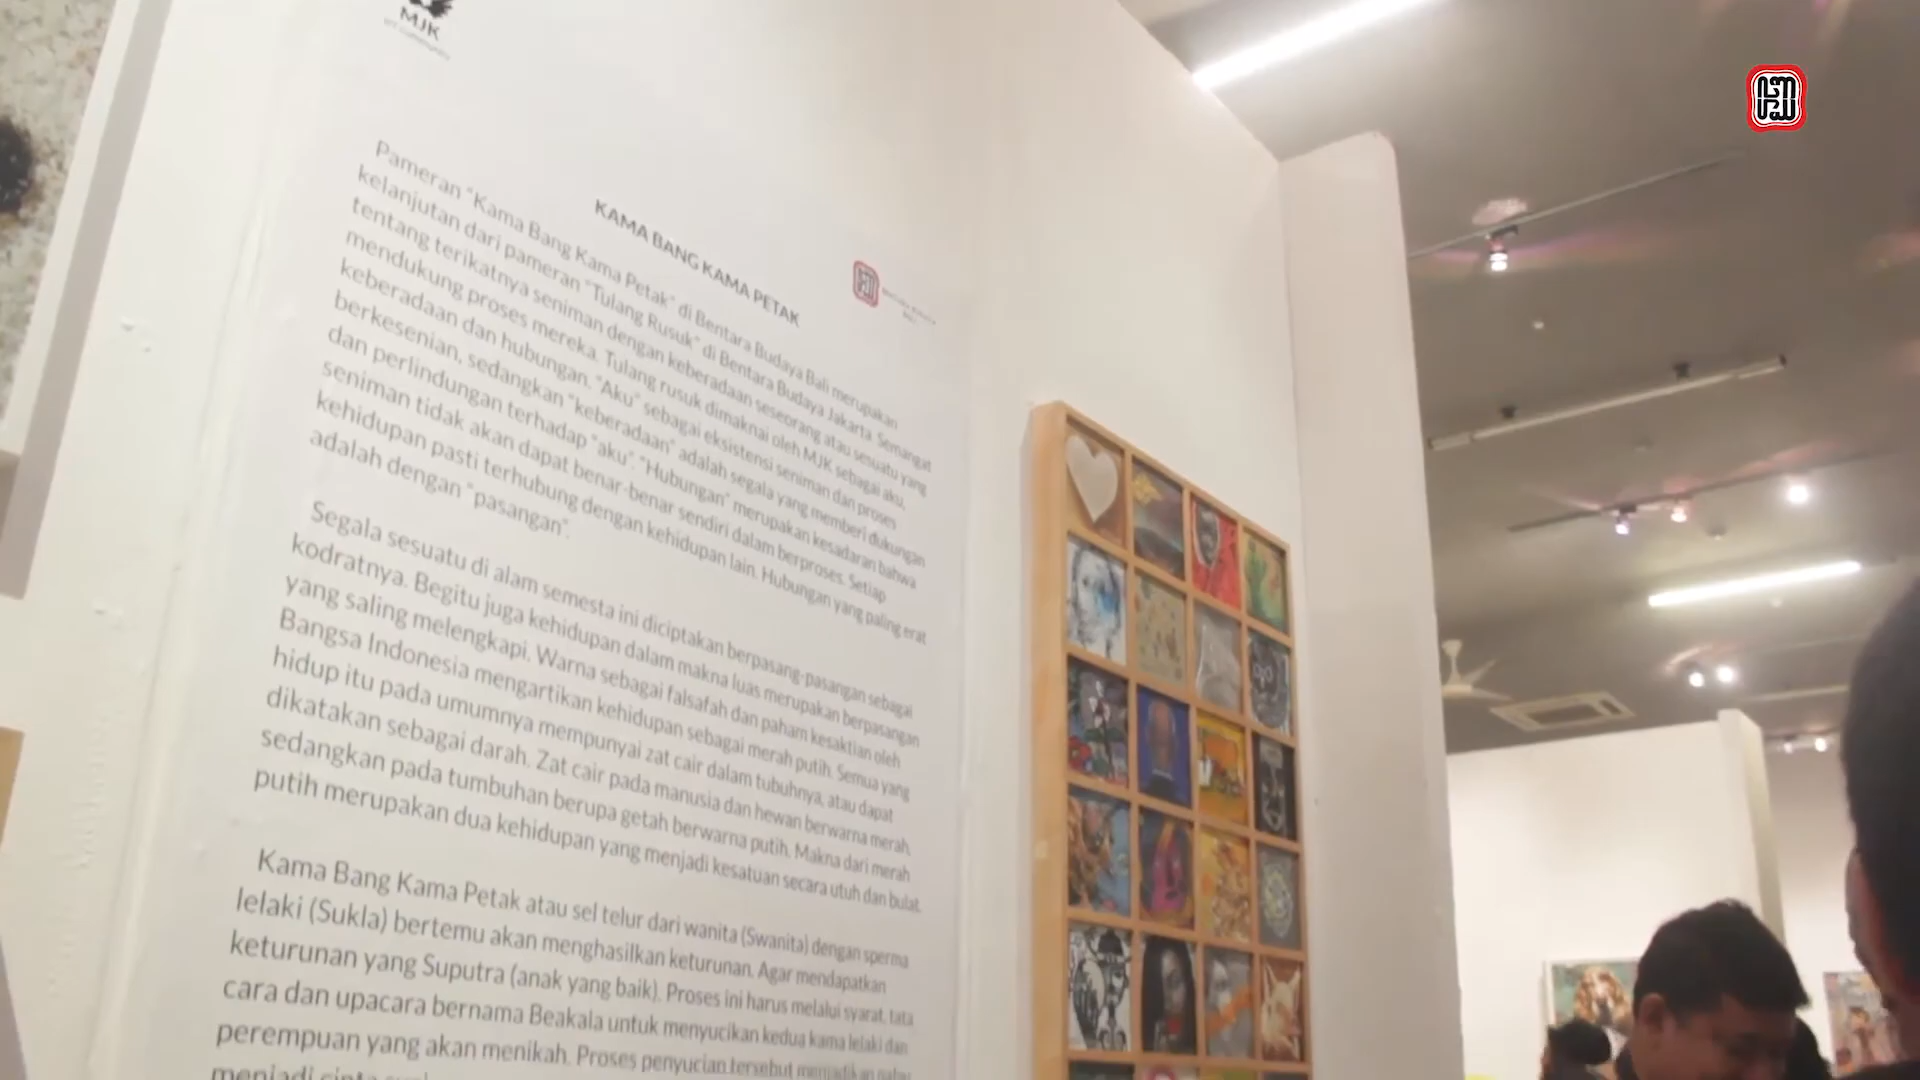 MJK
KAMA BANG KAMA PETAK
Pameran "Kama Bang Kama Petak" di Bentara Budaya Bali merupakan
kelanjutan dari pameran "Tulang Rusuk" di Bentara Budaya Jakarta. Semangat
tentang terikatnya seniman dengan keberadaan seseorang atau sesuatu yang
mendukung proses mereka. Tulang rusuk dimaknai oleh MJK sebagai aku,
keberadaan dan hubungan. "Aku" sebagai eksistensi seniman dan proses
berkesenian, sedangkan "keberadaan" adalah segala yang memberi dukungan
dan perlindungan terhadap "aku". "Hubungan" merupakan kesadaran bahwa
seniman tidak akan dapat benar-benar sendiri dalam berproses. Setiap
kehidupan pasti terhubung dengan kehidupan lain. Hubungan yang paling erat
adalah dengan "pasangan".
Segala sesuatu di alam semesta ini diciptakan berpasang-pasangan sebagai
kodratnya. Begitu juga kehidupan dalam makna luas merupakan berpasangan
yang saling melengkapi. Warna sebagai falsafah dan paham kesaktian oleh
Bangsa Indonesia mengartikan kehidupan sebagai merah putih. Semua yang
hidup itu pada umumnya mempunyai zat cair dalam tubuhnya, atau dapat
dikatakan sebagai darah. Zat cair pada manusia dan hewan berwarna merah,
sedangkan pada tumbuhan berupa getah berwarna putih. Makna dari merah
putih merupakan dua kehidupan yang menjadi kesatuan secara utuh dan bulat.
Kama Bang Kama Petak atau sel telur dari wanita (Swanita) dengan sperma
lelaki (Sukla) bertemu akan menghasilkan keturunan. Agar mendapatkan
keturunan yang Suputra (anak yang baik). Proses ini harus melalui syarat, tata
cara dan upacara bernama Beakala untuk menyucikan kedua kama lelaki dan
perempuan yang akan menikah. Proses penyucian tersebut menjadikan
menjadi cinta